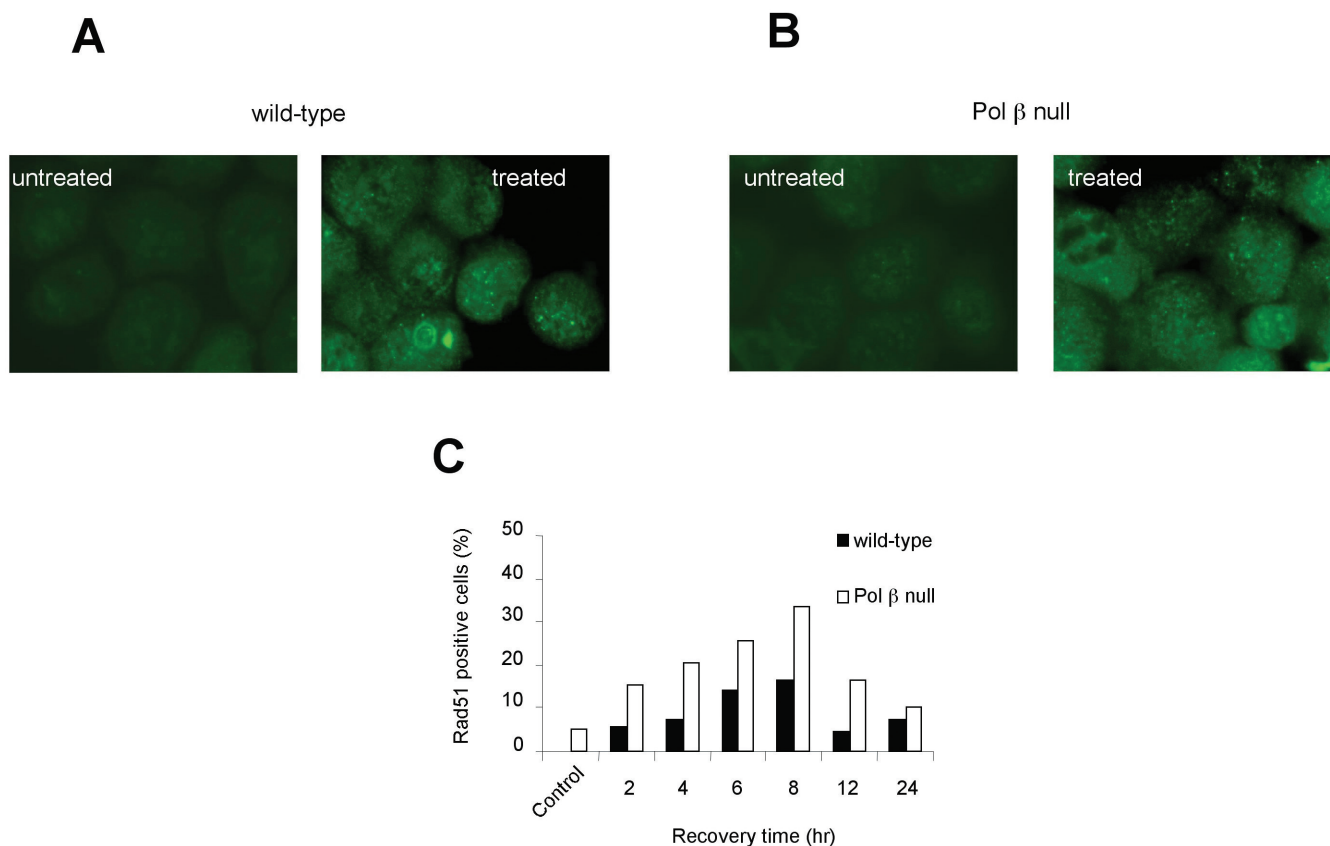 A
B
wild-type
Pol β null
untreated
treated
untreated
treated
C
50
40
30
20
10
0
Rad51 positive cells (%)
wild-type
Pol β null
Control
2
4
6
8
12
24
Recovery time (hr)